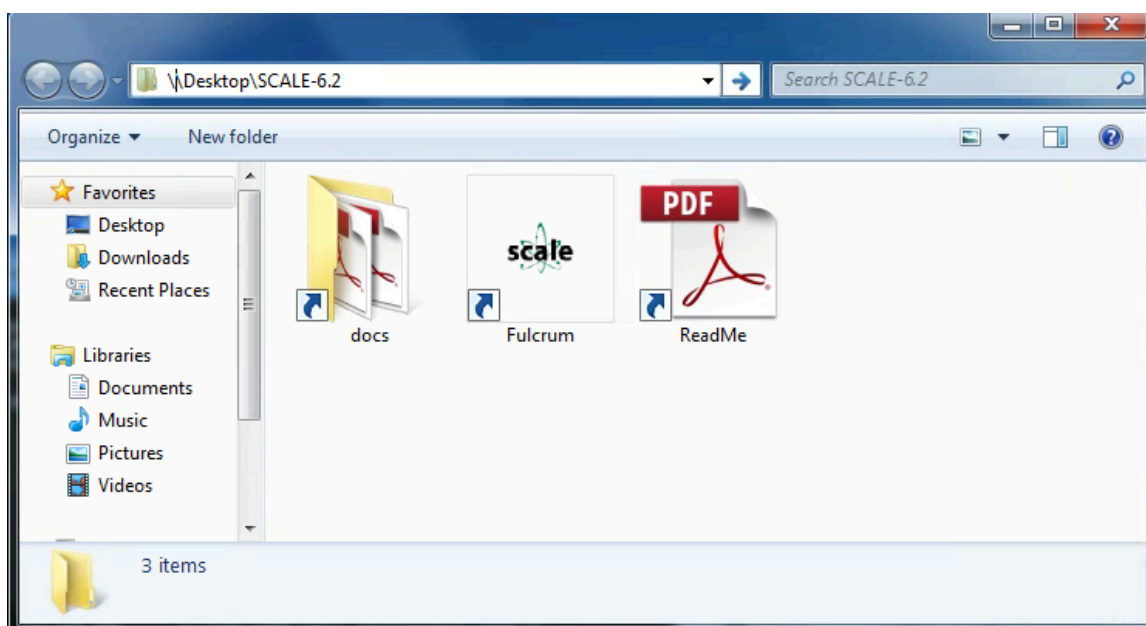 \\Desktop\SCALE-6.2
Search SCALE-6.2
Organize
New folder
Favorites
Desktop
Downloads
Recent Places
Libraries
Documents
Music
Pictures
Videos
docs
scale
Fulcrum
PDF
ReadMe
3 items